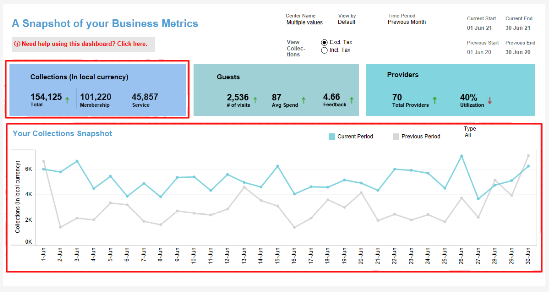 A Snapshot of your Business Metrics
Center Name
Multiple values
View by
Default
Time Period
Previous Month
Current Start
01 Jun 21
Current End
30 Jun 21
Need help using this dashboard? Click here.
View
Collec-
tions
Excl. Tax
Incl. Tax
Previous Start
01 Jun 20
Previous End
30 Jun 20
Collections (In local currency)
154,125
Total
101,220
Membership
45,857
Service
Guests
2,536
# of visits
87
Avg Spend
4.66
Feedback
Providers
70
Total Providers
40%
Utilization
Your Collections Snapshot
Current Period
Previous Period
Type
All
Collections (in local currency)
6K
4K
2K
0K
1-Jun
2-Jun
3-Jun
4-Jun
5-Jun
6-Jun
7-Jun
8-Jun
9-Jun
10-Jun
11-Jun
12-Jun
13-Jun
14-Jun
15-Jun
16-Jun
17-Jun
18-Jun
19-Jun
20-Jun
21-Jun
22-Jun
23-Jun
24-Jun
25-Jun
26-Jun
27-Jun
28-Jun
29-Jun
30-Jun